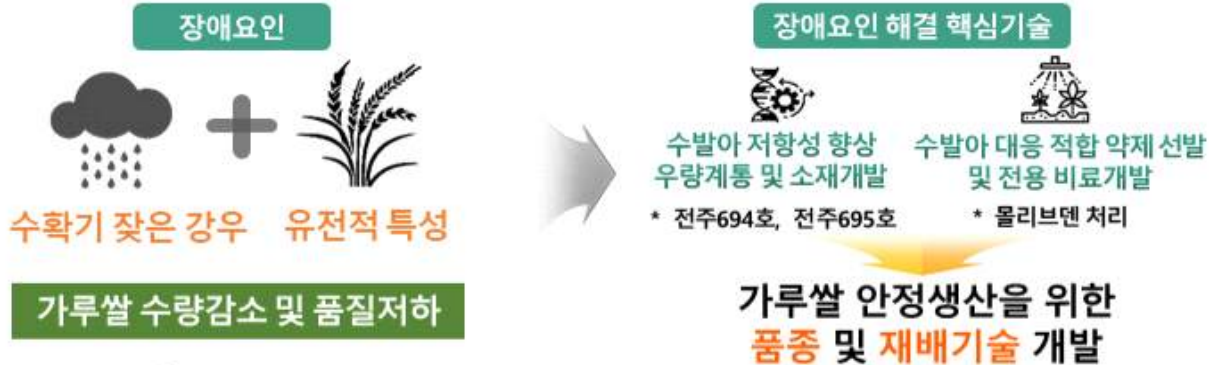 장애요인
수확기 잦은 강우
유전적 특성
가루쌀 수량감소 및 품질저하
장애요인 해결 핵심기술
수발아 저항성 향상
우량계통 및 소재개발
* 전주694호, 전주695호
수발아 대응 적합 약제 선발
및 전용 비료개발
* 몰리브덴 처리
가루쌀 안정생산을 위한
품종 및 재배기술 개발